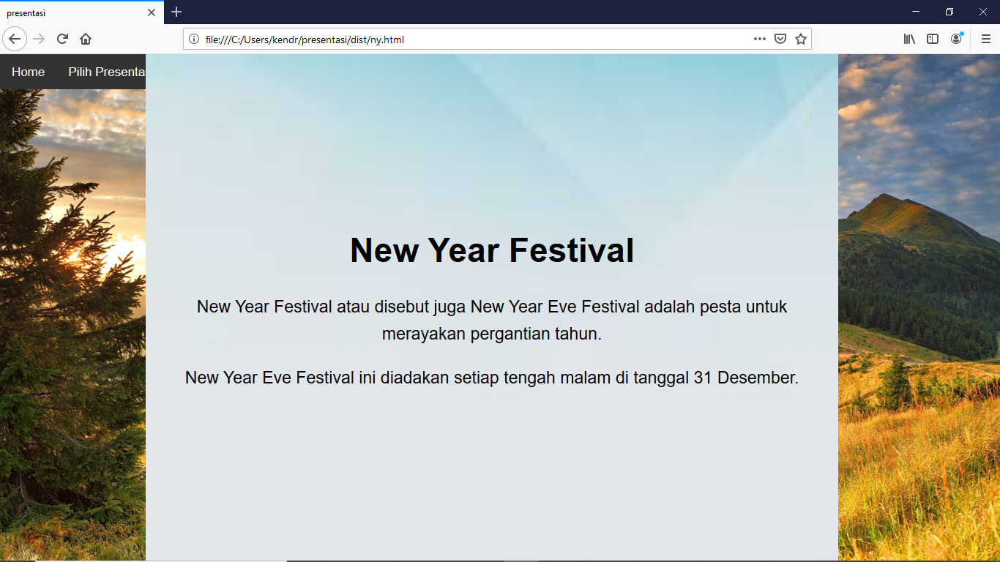 presentasi
file:///C:/Users/kendr/presentasi/dist/ny.html
Home Pilih Presenta
New Year Festival
New Year Festival atau disebut juga New Year Eve Festival adalah pesta untuk
merayakan pergantian tahun.
New Year Eve Festival ini diadakan setiap tengah malam di tanggal 31 Desember.